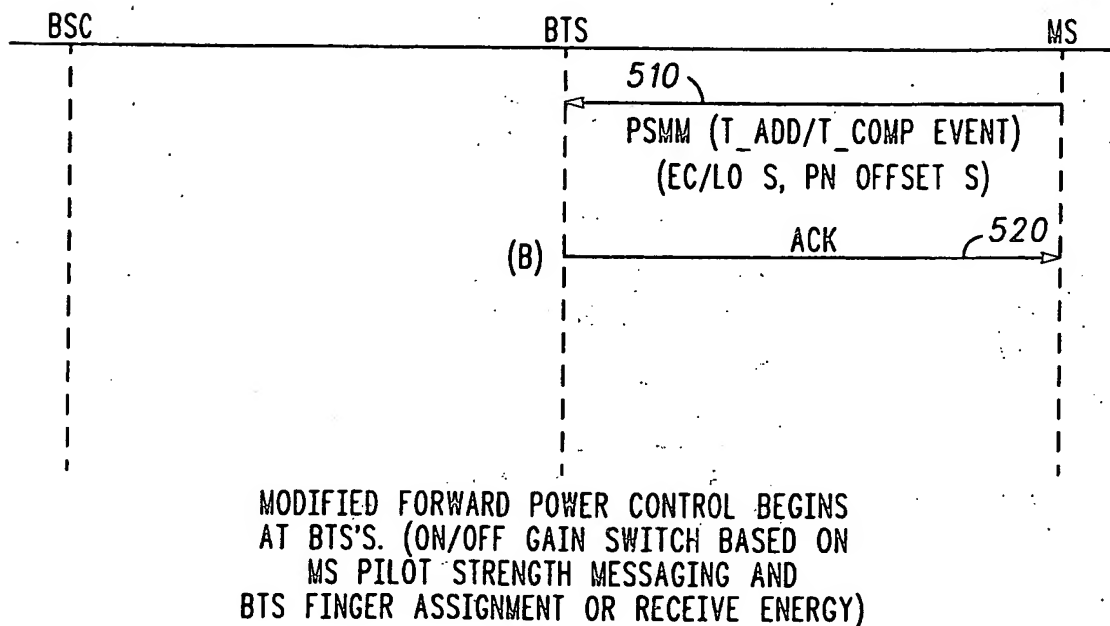 BSC BTS MS
510
PSMM (T_ADD/T_COMP EVENT)
(EC/LO S, PN OFFSET S)
(B) ACK 520
MODIFIED FORWARD POWER CONTROL BEGINS
AT BTS'S. (ON/OFF GAIN SWITCH BASED ON
MS PILOT STRENGTH MESSAGING AND
BTS FINGER ASSIGNMENT OR RECEIVE ENERGY)